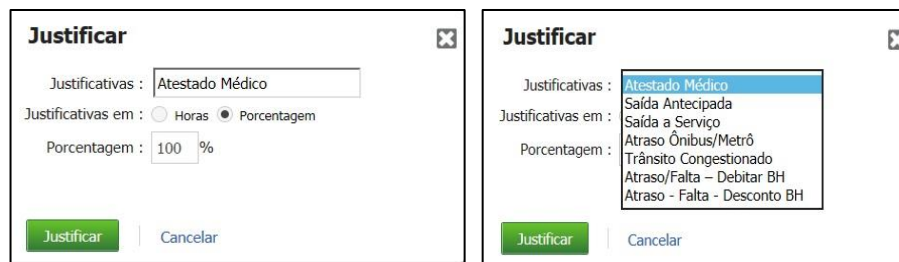 Justificar
Justificativas : Atestado Médico
Justificativas em : Horas Porcentagem
Porcentagem : 100 %
Justificar Cancelar
Justificar
Justificativas : Atestado Médico
Saída Antecipada
Justificativas em : Saída a Serviço
Atraso Ônibus/Metrô
Porcentagem : Trânsito Congestionado
Atraso/Falta – Debitar BH
Atraso - Falta - Desconto BH
Justificar Cancelar